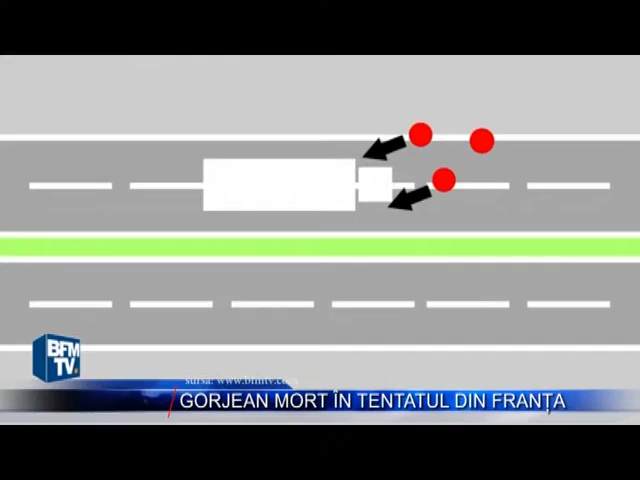 BFM
TV.
sursa: www.bfmtv.com
GORJEAN MORT ÎN TENTATUL DIN FRANȚA